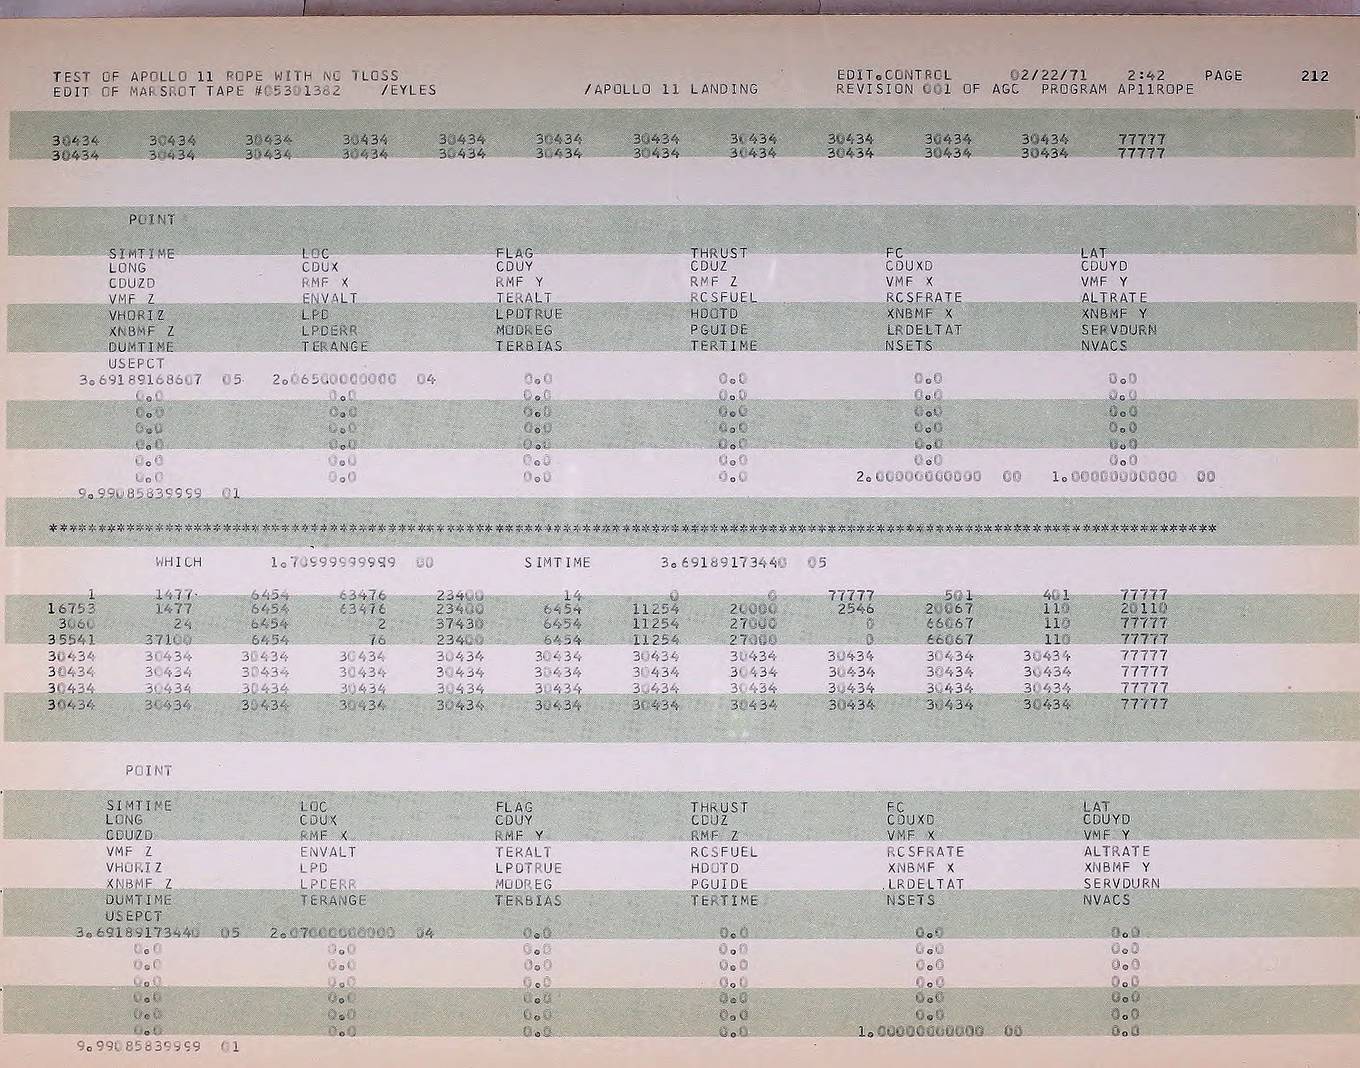 TEST OF APOLLO 11 ROPE WITH NO TLOSS EDIT.CONTROL 02/22/71 2:42 PAGE 212
EDIT OF MARSROT TAPE #05301382 /EYLES /APOLLO 11 LANDING REVISION 001 OF AGC PROGRAM AP11ROPE
30434 30434 30434 30434 30434 30434 30434 30434 30434 30434 30434 77777
30434 30434 30434 30434 30434 30434 30434 30434 30434 30434 30434 77777
POINT
SIMTIME LOC FLAG THRUST FC LAT
LONG CDUX CDUY CDUZ CDUXD CDUYD
CDUZD RMF X RMF Y RMF Z VMF X VMF Y
VMF Z ENVALT TERALT RCSFUEL RCSFRATE ALTRATE
VHORIZ LPD LPDTRUE HDOTD XNBMF X XNBMF Y
XNBMF Z LPDERR MODREG PGUIDE LRDELTAT SERVDURN
DUMTIME TERANGE TERBIAS TERTIME NSETS NVACS
USEPCT
3.69189168607 05 2.06500000000 04 0.0 0.0 0.0 0.0
0.0 0.0 0.0 0.0 0.0 0.0
0.0 0.0 0.0 0.0 0.0 0.0
0.0 0.0 0.0 0.0 0.0 0.0
0.0 0.0 0.0 0.0 0.0 0.0
0.0 0.0 0.0 0.0 0.0 0.0
0.0 0.0 0.0 0.0 2.00000000000 00 1.00000000000 00
9.99085839999 01
************************************************************************************************************************
WHICH 1.70999999999 00 SIMTIME 3.69189173440 05
1 1477 6454 63476 23400 14 0 0 77777 501 401 77777
16753 1477 6454 63476 23400 6454 11254 20000 2546 20067 110 20110
3060 24 6454 2 37430 6454 11254 27000 0 66067 110 77777
35541 37100 6454 76 23400 6454 11254 27000 0 66067 110 77777
30434 30434 30434 30434 30434 30434 30434 30434 30434 30434 30434 77777
30434 30434 30434 30434 30434 30434 30434 30434 30434 30434 30434 77777
30434 30434 30434 30434 30434 30434 30434 30434 30434 30434 30434 77777
30434 30434 30434 30434 30434 30434 30434 30434 30434 30434 30434 77777
POINT
SIMTIME LOC FLAG THRUST FC LAT
LONG CDUX CDUY CDUZ CDUXD CDUYD
CDUZD RMF X RMF Y RMF Z VMF X VMF Y
VMF Z ENVALT TERALT RCSFUEL RCSFRATE ALTRATE
VHORIZ LPD LPDTRUE HDOTD XNBMF X XNBMF Y
XNBMF Z LPDERR MODREG PGUIDE LRDELTAT SERVDURN
DUMTIME TERANGE TERBIAS TERTIME NSETS NVACS
USEPCT
3.69189173440 05 2.07000000000 04 0.0 0.0 0.0 0.0
0.0 0.0 0.0 0.0 0.0 0.0
0.0 0.0 0.0 0.0 0.0 0.0
0.0 0.0 0.0 0.0 0.0 0.0
0.0 0.0 0.0 0.0 0.0 0.0
0.0 0.0 0.0 0.0 0.0 0.0
0.0 0.0 0.0 0.0 1.00000000000 00 0.0
9.99085839999 01